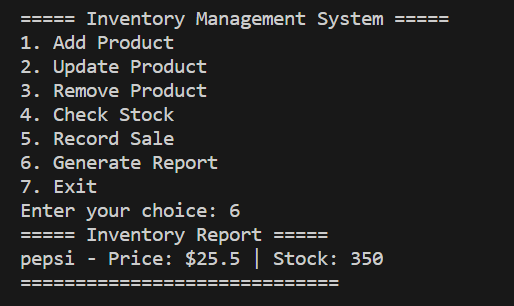 ===== Inventory Management System =====
1. Add Product
2. Update Product
3. Remove Product
4. Check Stock
5. Record Sale
6. Generate Report
7. Exit
Enter your choice: 6
===== Inventory Report =====
pepsi - Price: $25.5 | Stock: 350
=============================